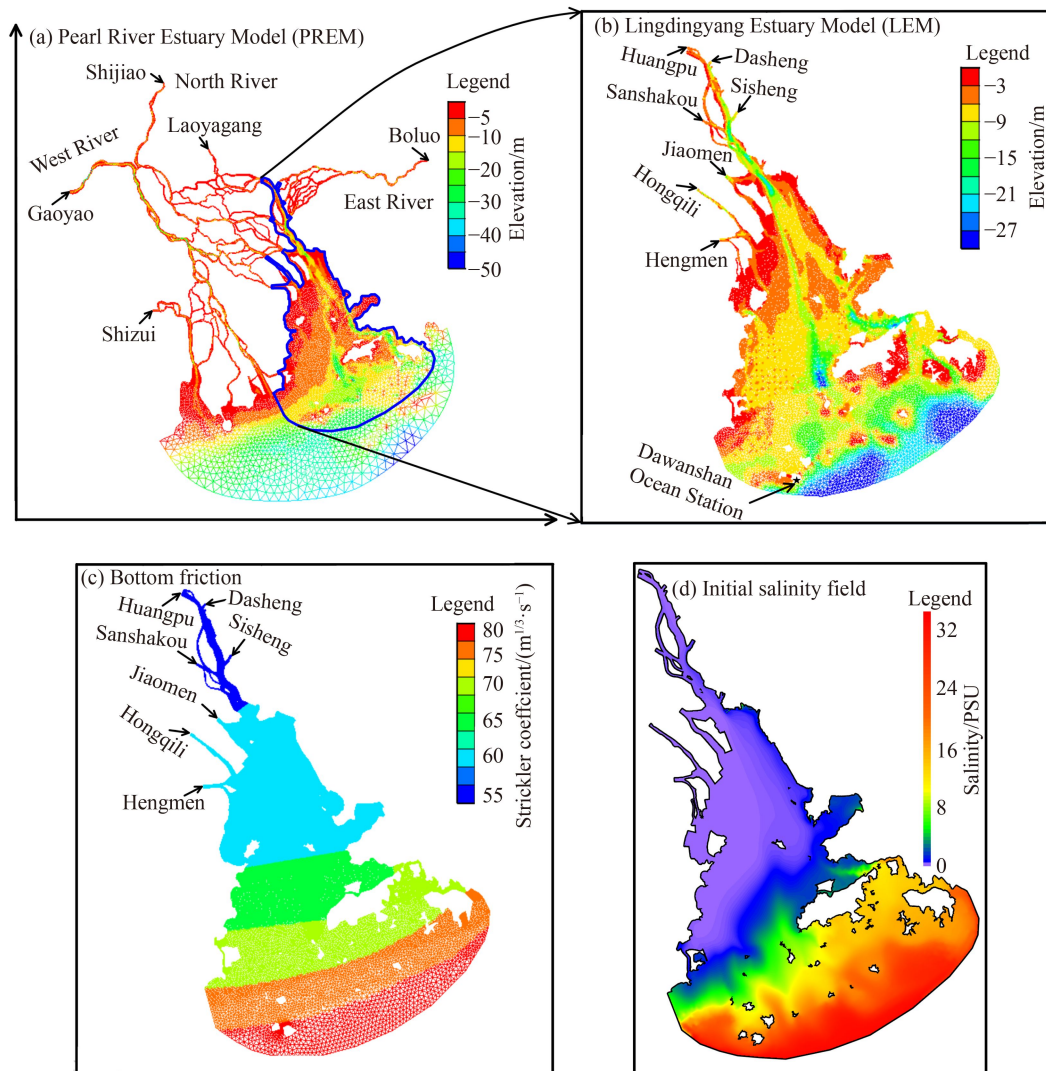 (a) Pearl River Estuary Model (PREM)
Shijiao
North River
Laoyagang
West River
Gaoyao
Shizui
Boluo
East River
Legend
−5
−10
−20
−30
−40
−50
Elevation/m
(b) Lingdingyang Estuary Model (LEM)
Huangpu
Dasheng
Sisheng
Sanshakou
Jiaomen
Hongqili
Hengmen
Dawanshan
Ocean Station
Legend
−3
−9
−15
−21
−27
Elevation/m
(c) Bottom friction
Huangpu
Dasheng
Sanshakou
Sisheng
Jiaomen
Hongqili
Hengmen
Legend
80
75
70
65
60
55
Strickler coeffcient/(m1/3·s−1)
(d) Initial salinity field
Legend
32
24
16
8
0
Salinity/PSU